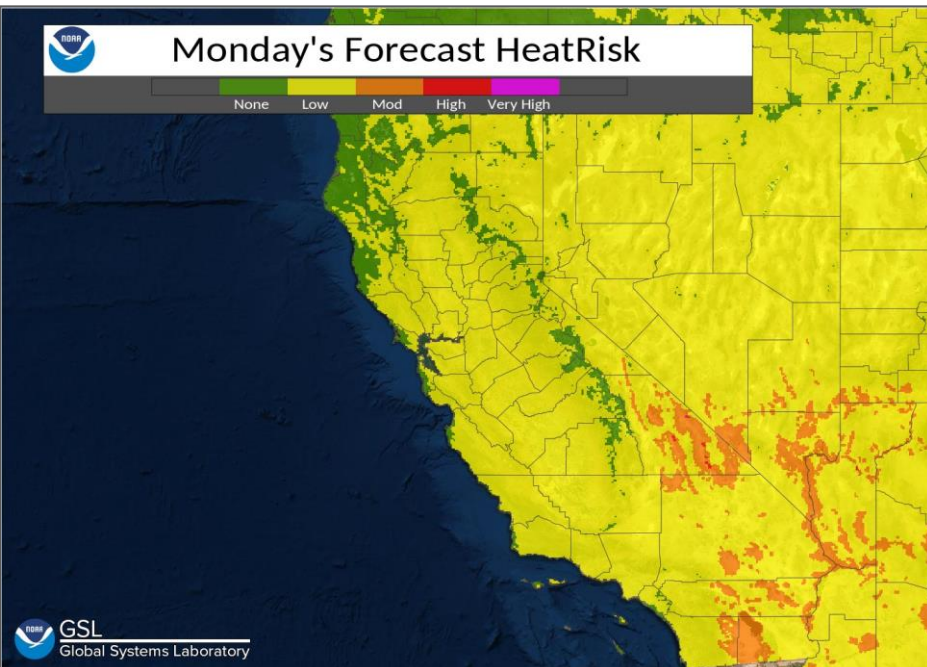 NOAA
Monday's Forecast HeatRisk
None Low Mod High Very High
NOAA
GSL
Global Systems Laboratory